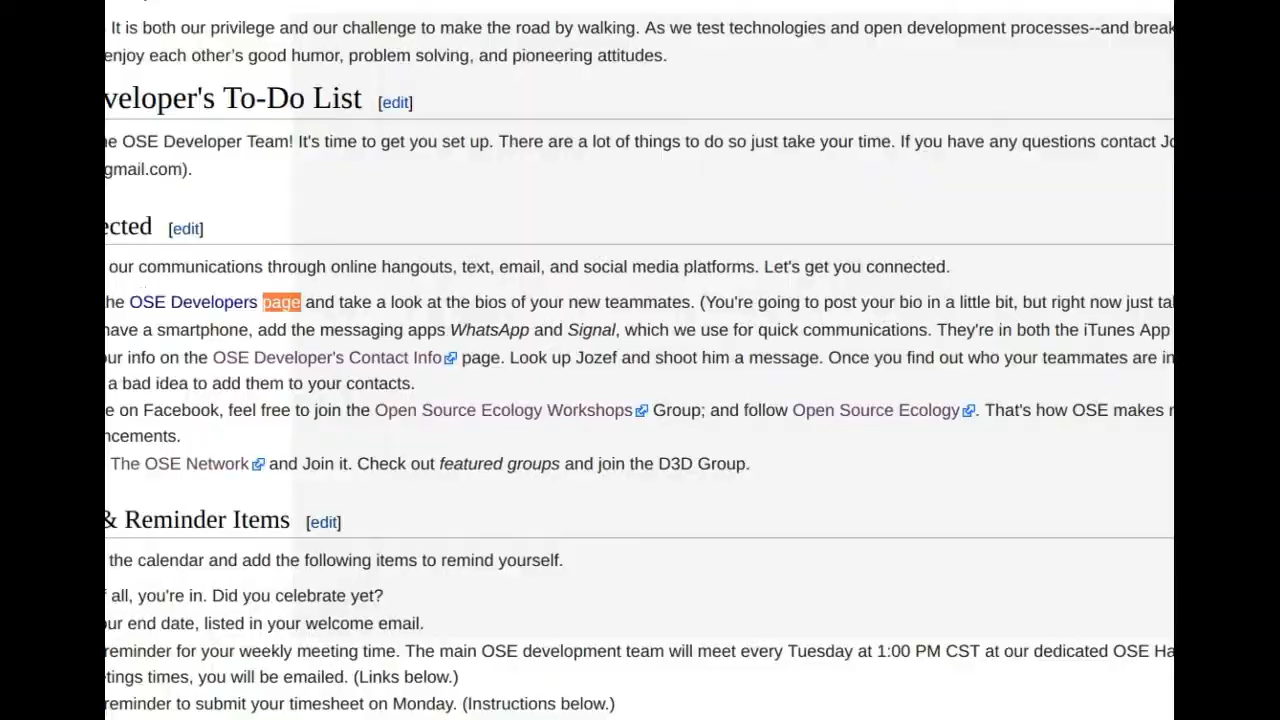 It is both our privilege and our challenge to make the road by walking. As we test technologies and open development processes--and break
enjoy each other's good humor, problem solving, and pioneering attitudes.
veloper's To-Do List [edit]
e OSE Developer Team! It's time to get you set up. There are a lot of things to do so just take your time. If you have any questions contact Jo
gmail.com).
ected [edit]
our communications through online hangouts, text, email, and social media platforms. Let's get you connected.
he OSE Developers page and take a look at the bios of your new teammates. (You're going to post your bio in a little bit, but right now just tal
have a smartphone, add the messaging apps WhatsApp and Signal, which we use for quick communications. They're in both the iTunes App
ur info on the OSE Developer's Contact Info page. Look up Jozef and shoot him a message. Once you find out who your teammates are in
a bad idea to add them to your contacts.
e on Facebook, feel free to join the Open Source Ecology Workshops Group; and follow Open Source Ecology. That's how OSE makes
ncements.
The OSE Network and Join it. Check out featured groups and join the D3D Group.
& Reminder Items [edit]
the calendar and add the following items to remind yourself.
all, you're in. Did you celebrate yet?
ur end date, listed in your welcome email.
reminder for your weekly meeting time. The main OSE development team will meet every Tuesday at 1:00 PM CST at our dedicated OSE Ha
etings times, you will be emailed. (Links below.)
reminder to submit your timesheet on Monday. (Instructions below.)